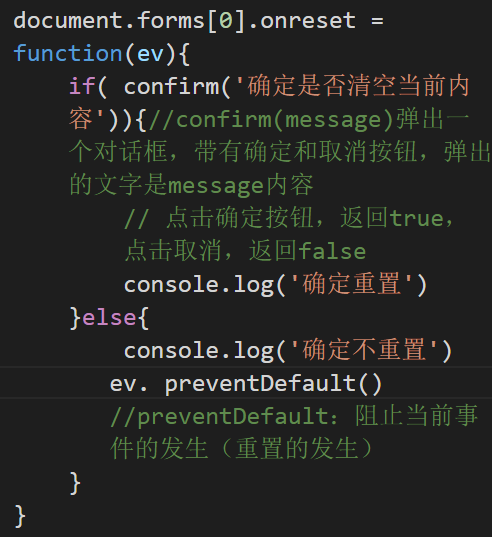 document.forms[0].onreset =
function(ev){
if( confirm('确定是否清空当前内
容')){//confirm(message)弹出一
个对话框，带有确定和取消按钮，弹出
的文字是message内容
// 点击确定按钮，返回true，
点击取消，返回false
console.log('确定重置')
}else{
console.log('确定不重置')
ev. preventDefault()
//preventDefault：阻止当前事
件的发生（重置的发生）
}
}